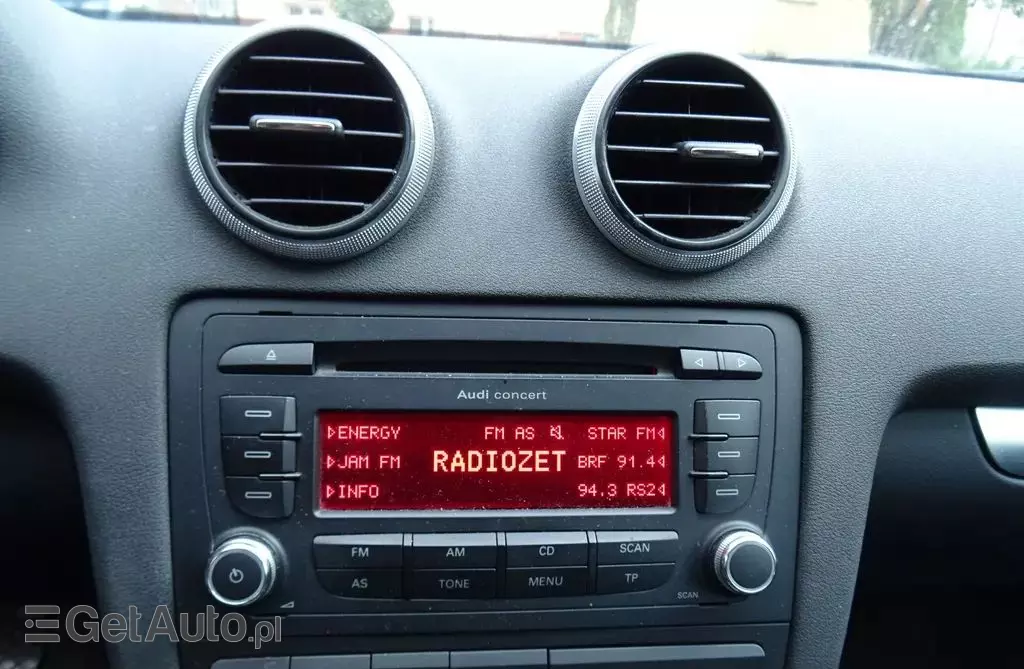 Audi concert
ENERGY FM AS STAR FM
JAM FM RADIOZET BRF 91.4
INFO 94.3 RS2
FM AM CD SCAN
AS TONE MENU TP
SCAN
GetAuto.pl